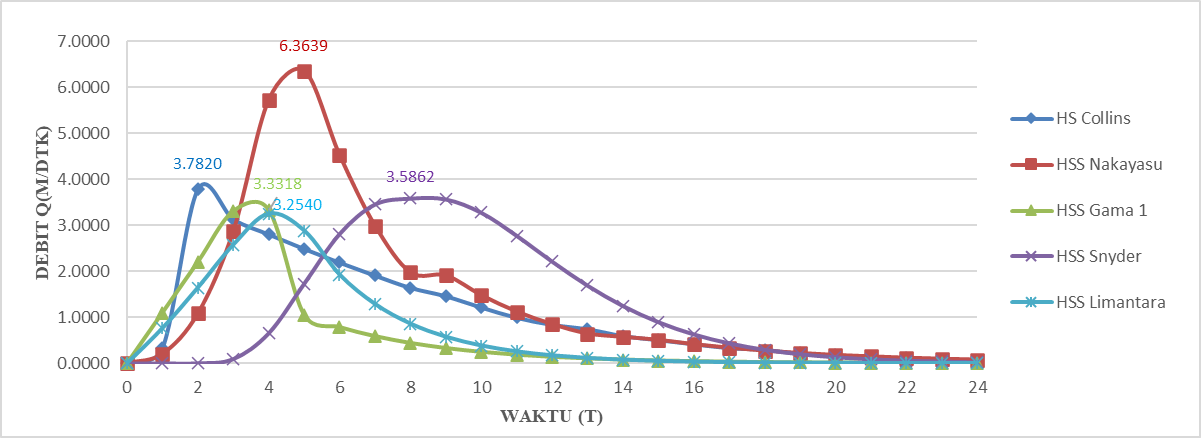 7.0000
6.0000
5.0000
4.0000
3.0000
2.0000
1.0000
0.0000
DEBIT Q(M/DTK)
6.3639
3.7820
3.3318
3.2540
3.5862
0 2 4 6 8 10 12 14 16 18 20 22 24
WAKTU (T)
HS Collins
HSS Nakayasu
HSS Gama 1
HSS Snyder
HSS Limantara